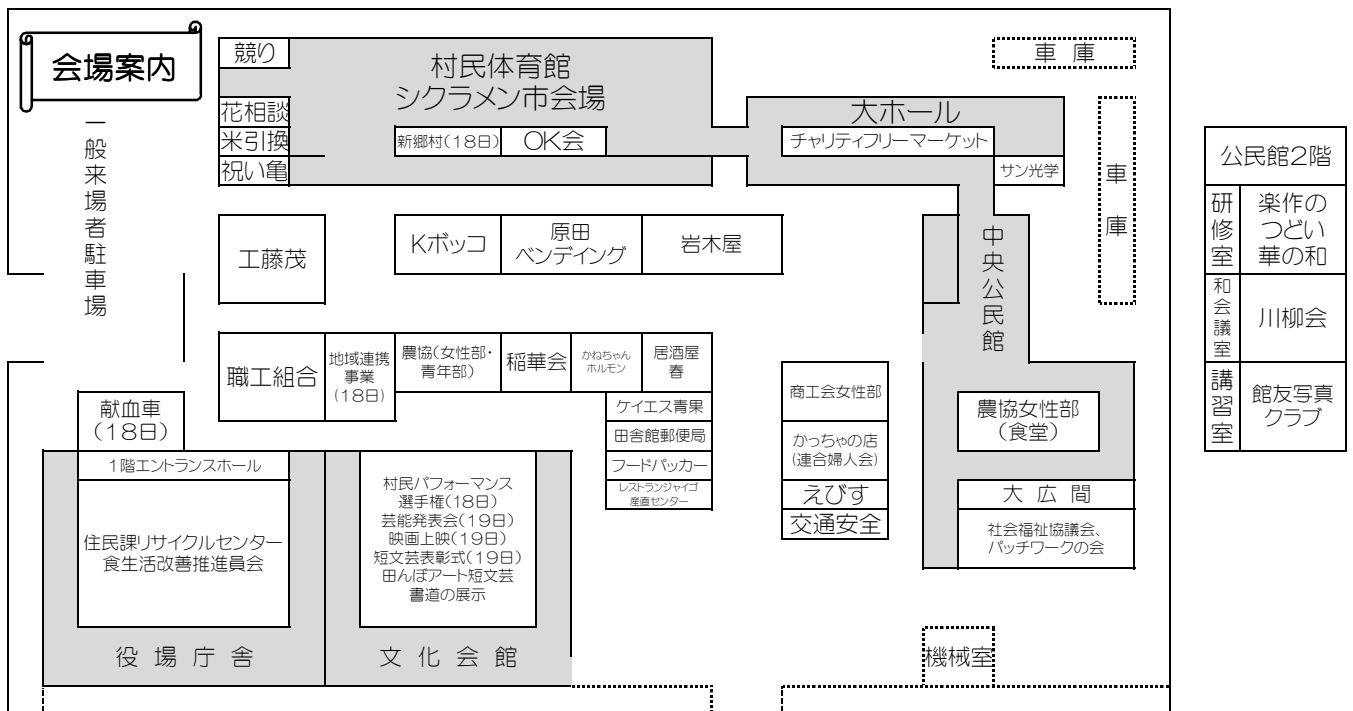 会場案内
一般来場者駐車場
競り
村民体育館
シクラメン市会場
花相談
米引換
祝い亀
新郷村(18日)
OK会
大ホール
チャリティフリーマーケット
サン光学
車庫
車庫
工藤茂
Kボッコ
原田
ベンデイング
岩木屋
中央公民館
職工組合
地域連携
事業
(18日)
農協(女性部・
青年部)
稲華会
かねちゃん
ホルモン
居酒屋
春
ケイエス青果
田舎館郵便局
フードパッカー
レストランジャイゴ
産直センター
商工会女性部
かっちゃの店
(連合婦人会)
えびす
交通安全
農協女性部
(食堂)
大広間
社会福祉協議会、
パッチワークの会
献血車
(18日)
1階エントランスホール
住民課リサイクルセンター
食生活改善推進員会
役場庁舎
村民パフォーマンス
選手権(18日)
芸能発表会(19日)
映画上映(19日)
短文芸表彰式(19日)
田んぼアート短文芸
書道の展示
文化会館
機械室
公民館2階
研修室
楽作の
つどい
華の和
和会議室
川柳会
講習室
館友写真
クラブ